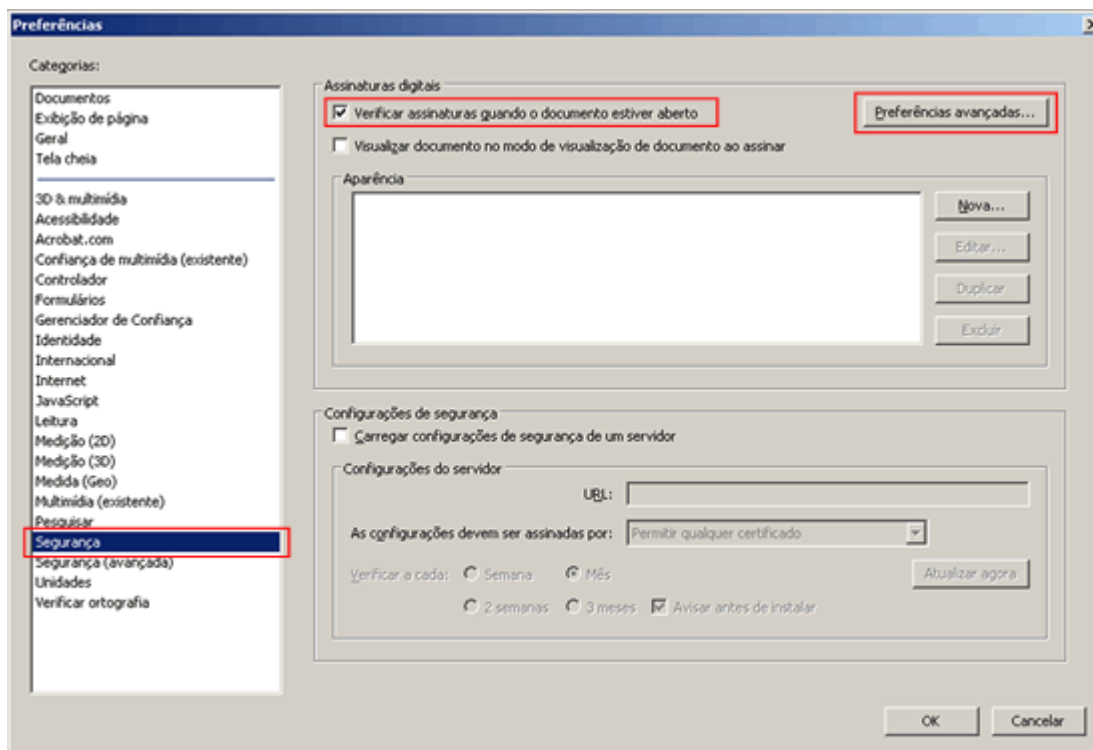 Preferências
Categorias:
Documentos
Exibição de página
Geral
Tela cheia
3D & multimídia
Acessibilidade
Acrobat.com
Confiança de multimídia (existente)
Controlador
Formulários
Gerenciador de Confiança
Identidade
Internacional
Internet
JavaScript
Leitura
Medição (2D)
Medição (3D)
Medida (Geo)
Multimídia (existente)
Pesquisar
Segurança
Segurança (avançada)
Unidades
Verificar ortografia
Assinaturas digitais
Verificar assinaturas quando o documento estiver aberto
Preferências avançadas...
Visualizar documento no modo de visualização de documento ao assinar
Aparência
Nova...
Editar...
Duplicar
Excluir
Configurações de segurança
Carregar configurações de segurança de um servidor
Configurações do servidor
URL:
As configurações devem ser assinadas por: Permitir qualquer certificado
Verificar a cada: Semana Mês Atualizar agora
2 semanas 3 meses Avisar antes de instalar
OK Cancelar